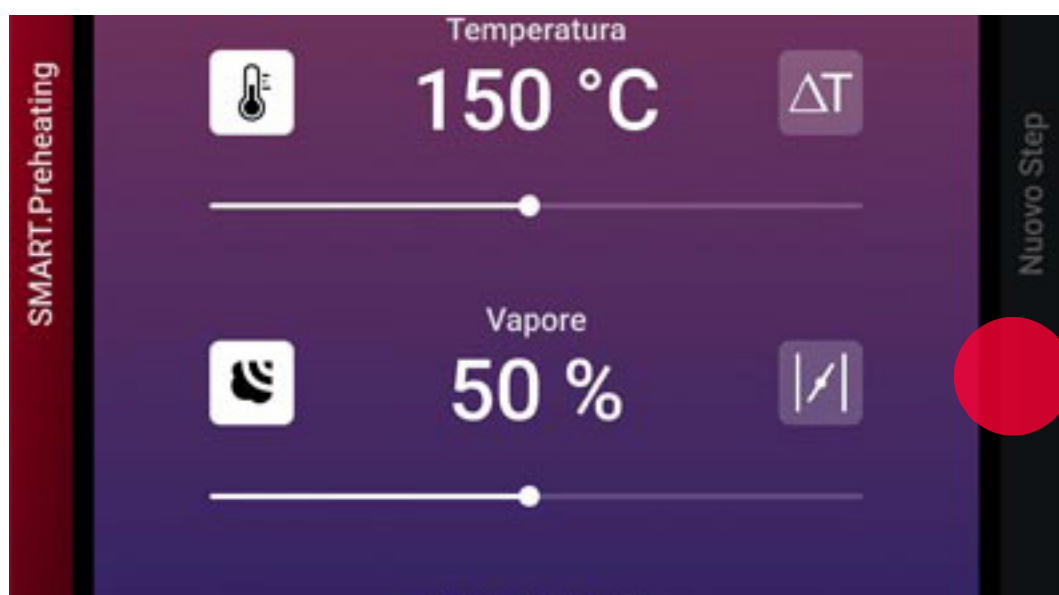 SMART.Preheating
Temperatura
150 °C
ΔT
Vapore
50 %
Nuovo Step